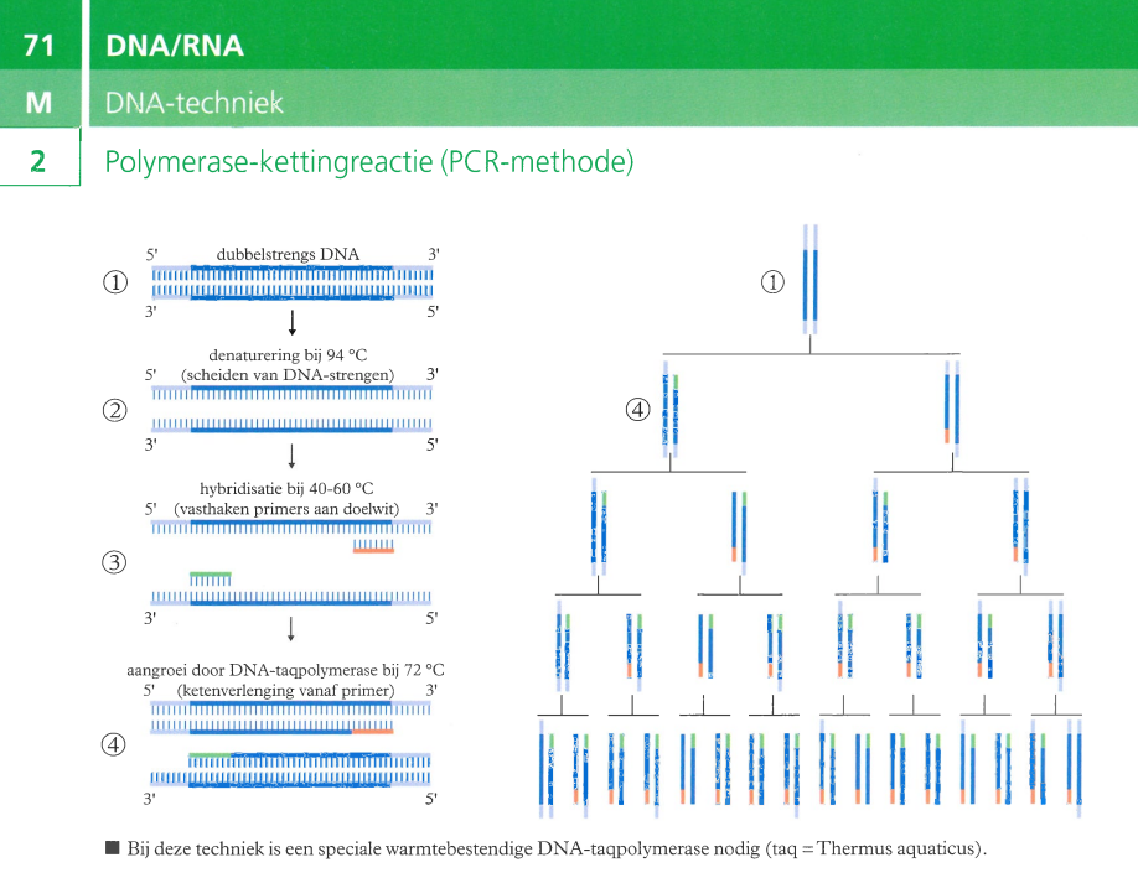 71 DNA/RNA
M DNA-techniek
2 Polymerase-kettingreactie (PCR-methode)
5' dubbelstrengs DNA 3'
①
3' 5'
denaturering bij 94 °C
5' (scheiden van DNA-strengen) 3'
②
3' 5'
hybridisatie bij 40-60 °C
5' (vasthaken primers aan doelwit) 3'
③
3' 5'
aangroei door DNA-taqpolymerase bij 72 °C
5' (ketenverlenging vanaf primer) 3'
④
3' 5'
①
④
■ Bij deze techniek is een speciale warmtebestendige DNA-taqpolymerase nodig (taq = Thermus aquaticus).